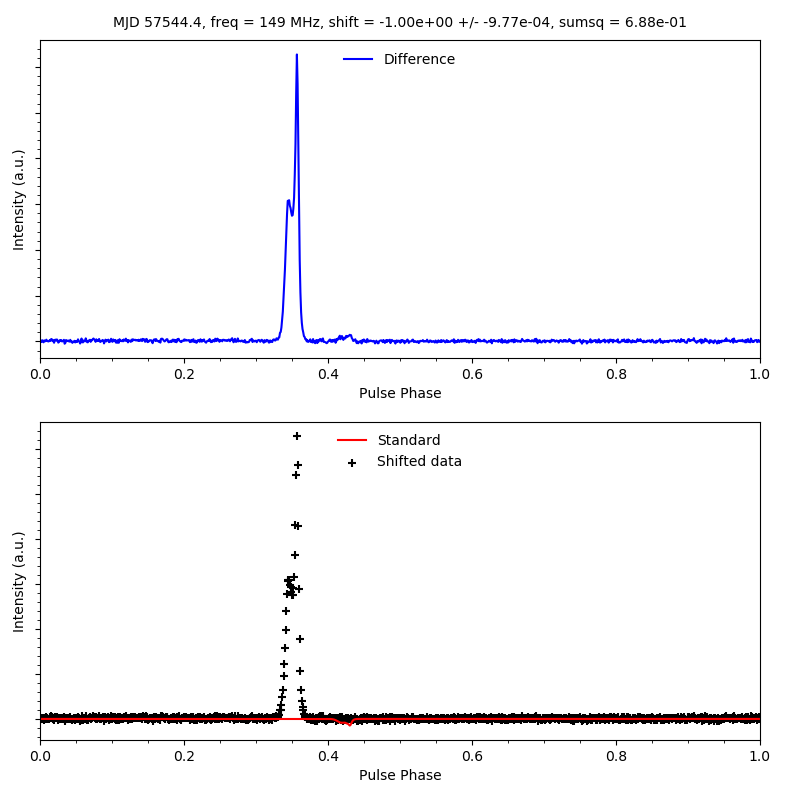 MJD 57544.4, freq = 149 MHz, shift = -1.00e+00 +/- -9.77e-04, sumsq = 6.88e-01
Difference
Intensity (a.u.)
0.0 0.2 0.4 0.6 0.8 1.0
Pulse Phase
Standard
Shifted data
Intensity (a.u.)
0.0 0.2 0.4 0.6 0.8 1.0
Pulse Phase